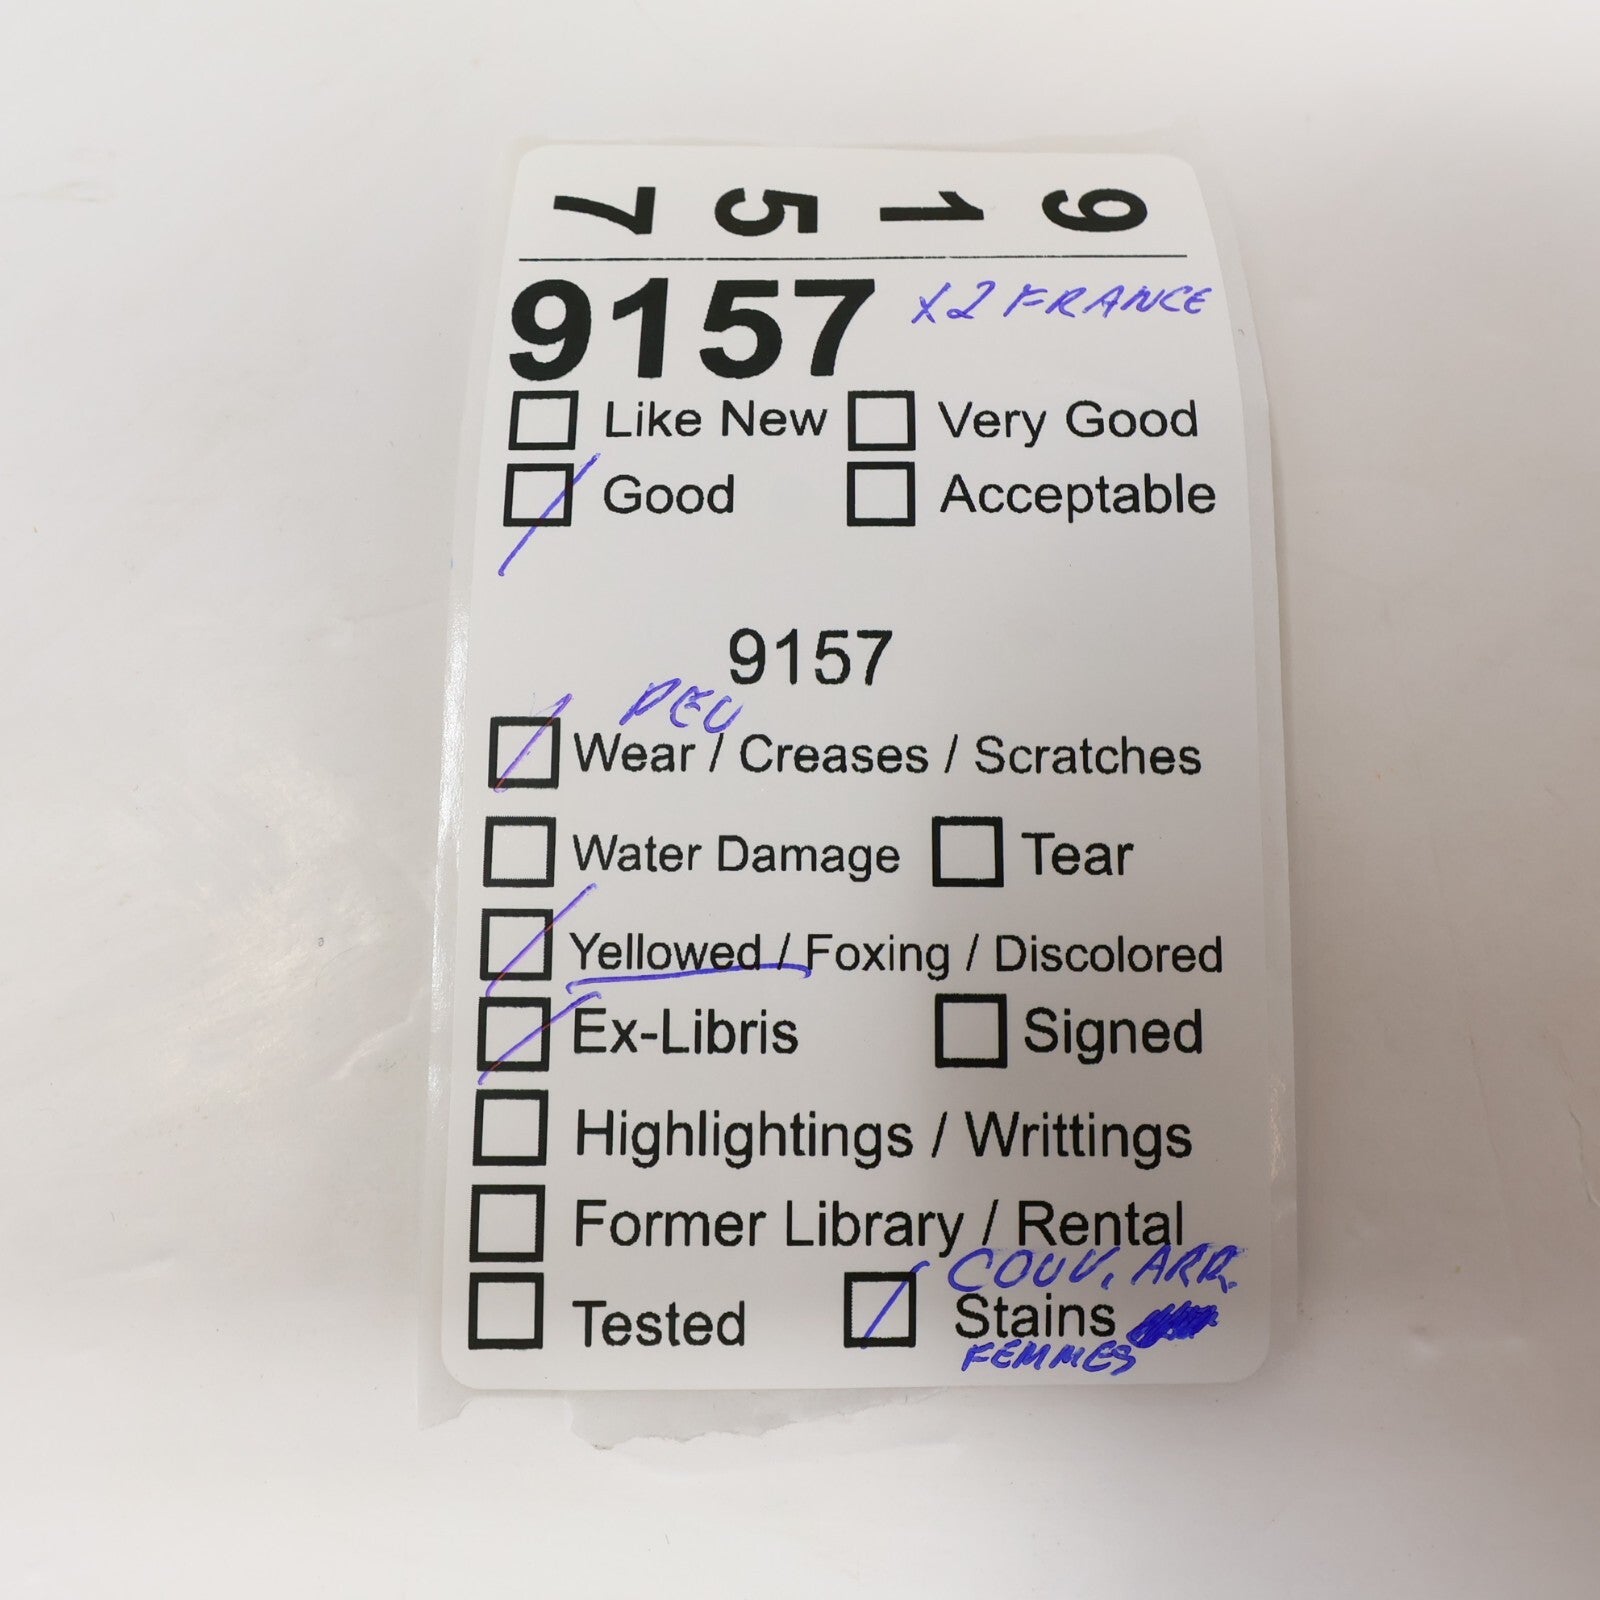 9 1 5 7
9157 X2 FRANCE
Like New Very Good
Good Acceptable
9157
PEU
Wear / Creases / Scratches
Water Damage Tear
Yellowed / Foxing / Discolored
Ex-Libris Signed
Highlightings / Writtings
Former Library / Rental
COUV. ARR.
Tested Stains
FEMMES